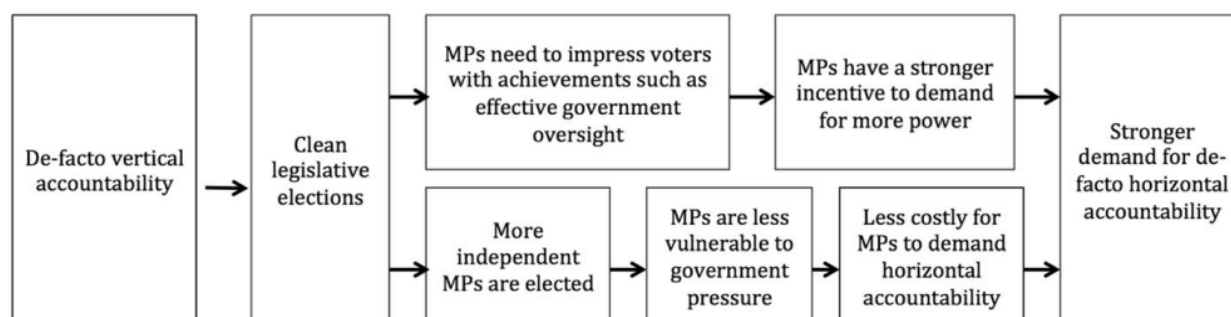 De-facto vertical
accountability
Clean
legislative
elections
MPs need to impress voters
with achievements such as
effective government
oversight
MPs have a stronger
incentive to demand
for more power
More
independent
MPs are elected
MPs are less
vulnerable to
government
pressure
Less costly for
MPs to demand
horizontal
accountability
Stronger
demand for de-
facto horizontal
accountability